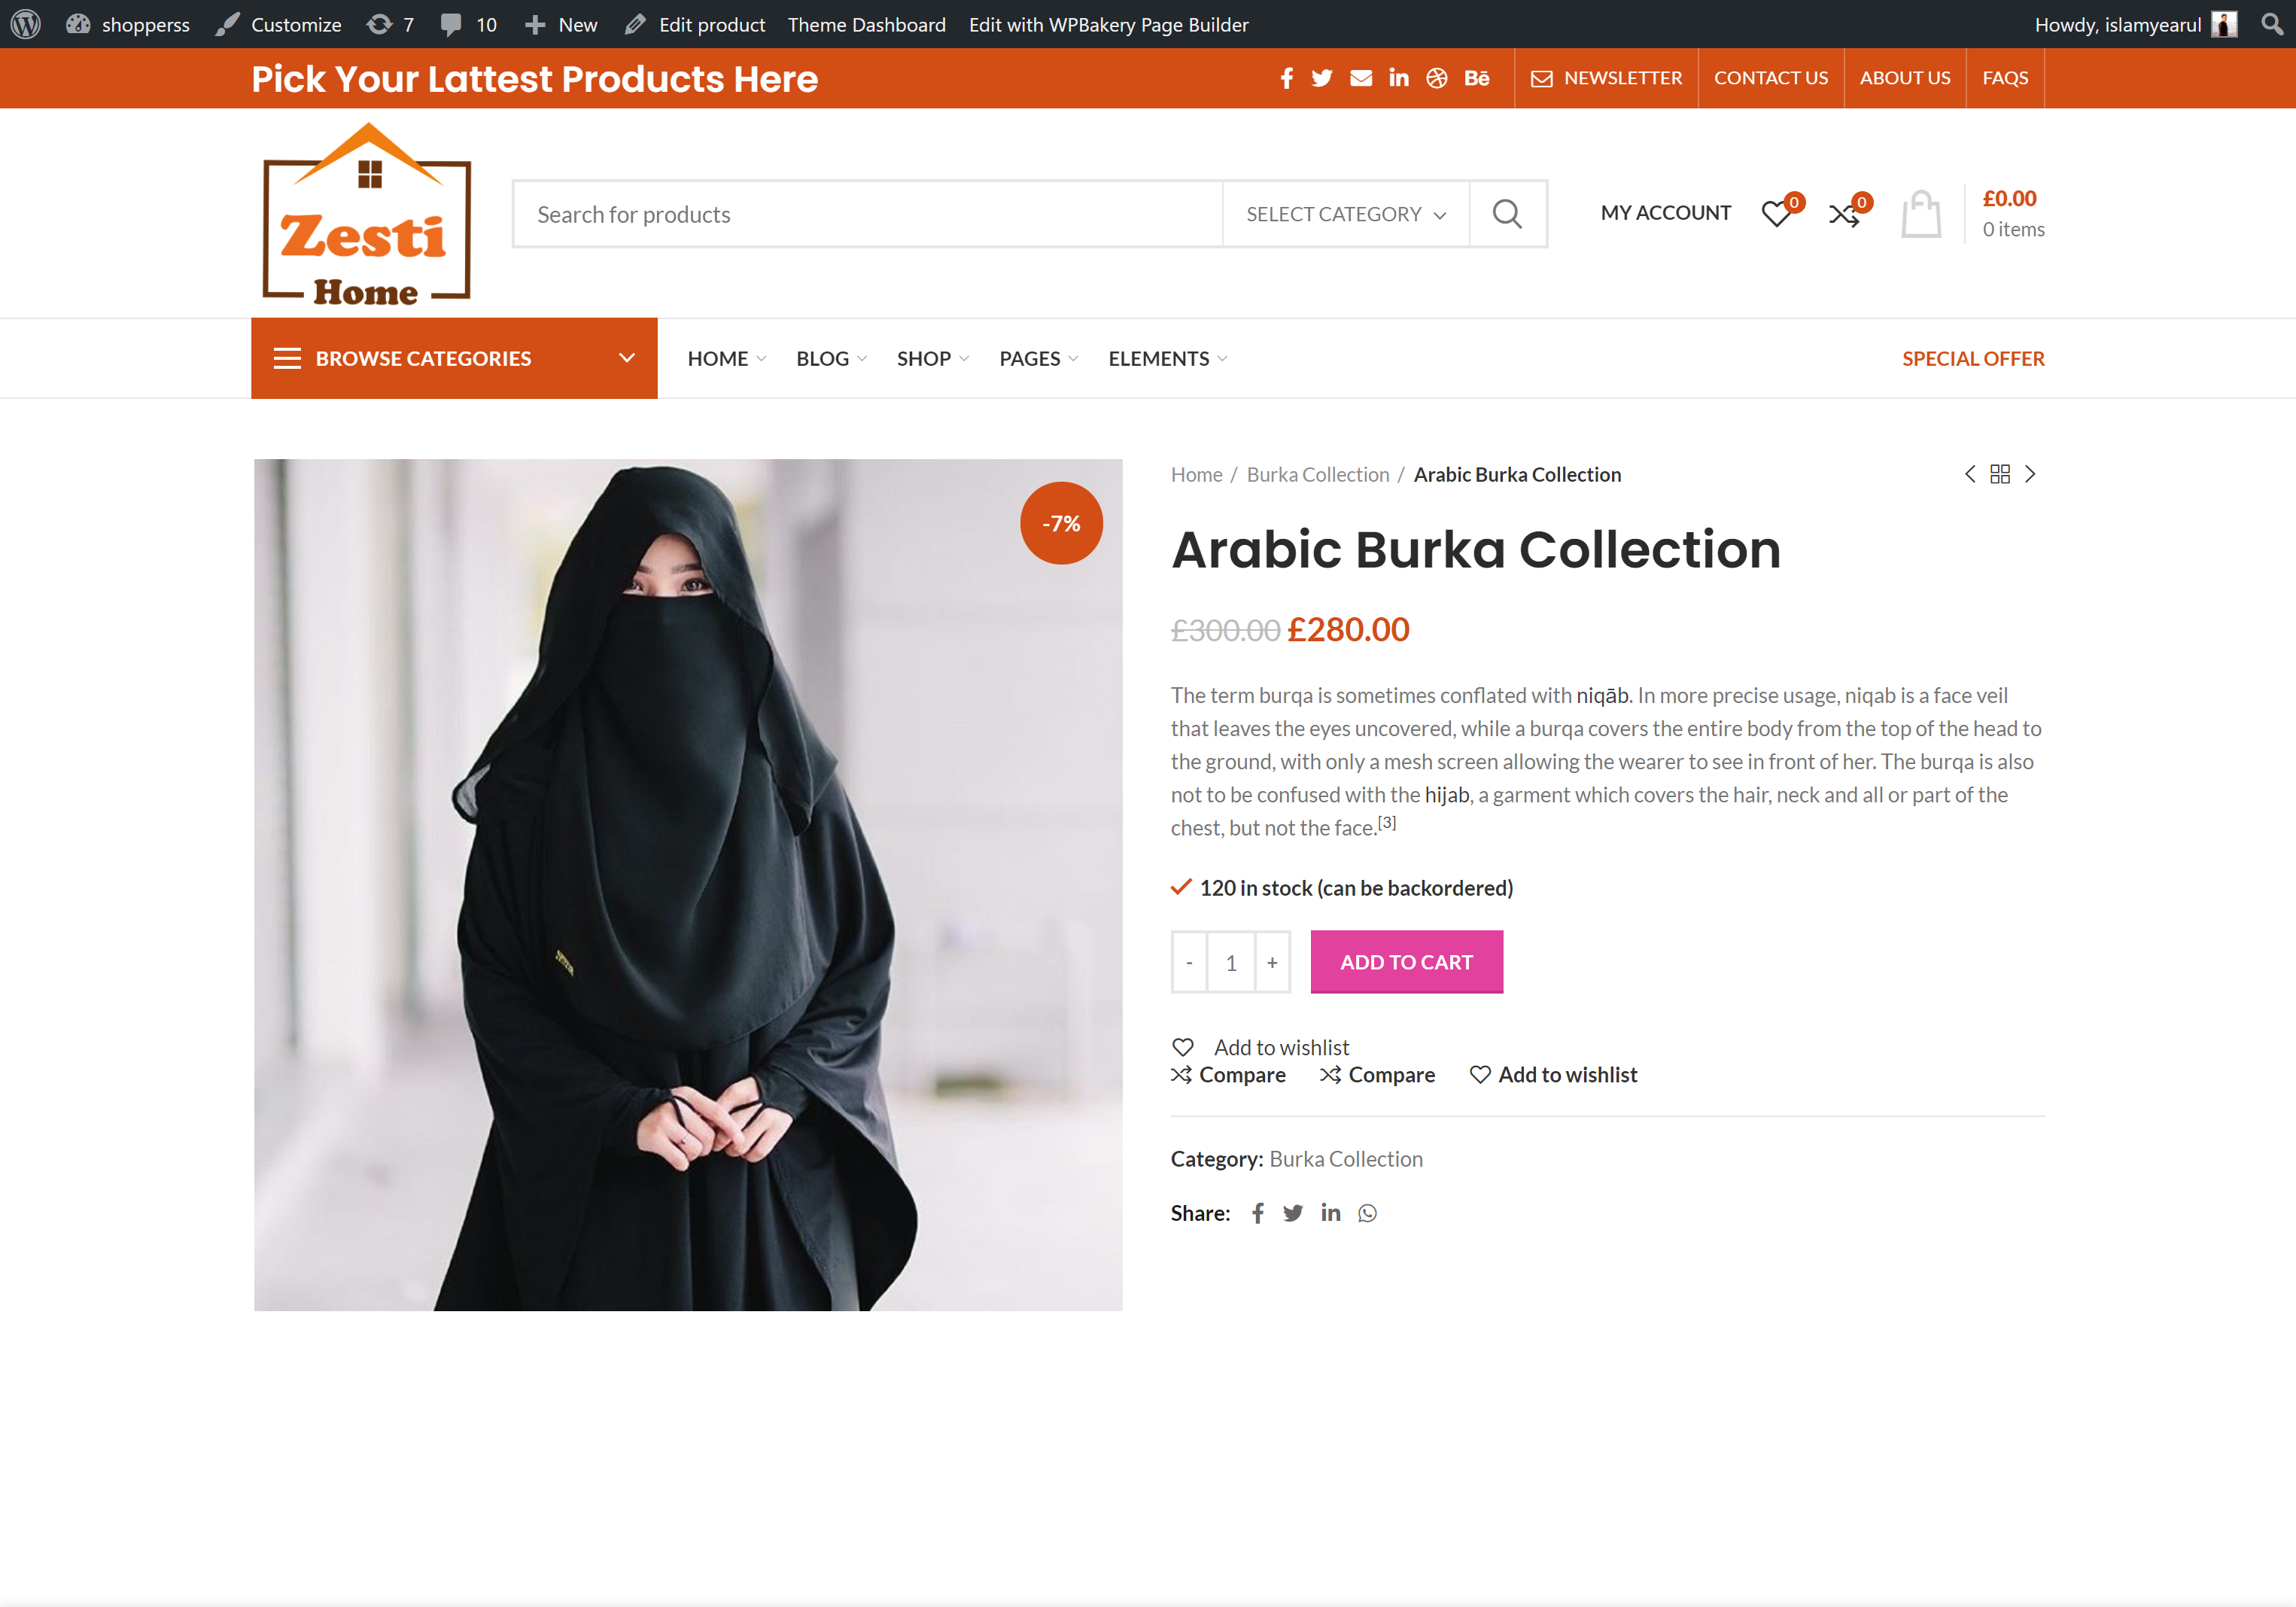 shopperss Customize 7 10 New Edit product Theme Dashboard Edit with WPBakery Page Builder Howdy, islamyearul
Pick Your Lattest Products Here Bē NEWSLETTER CONTACT US ABOUT US FAQS
Zesti
Home
Search for products SELECT CATEGORY MY ACCOUNT 0 0 £0.00
0 items
BROWSE CATEGORIES HOME BLOG SHOP PAGES ELEMENTS SPECIAL OFFER
-7%
Home / Burka Collection / Arabic Burka Collection
Arabic Burka Collection
£300.00 £280.00
The term burqa is sometimes conflated with niqāb. In more precise usage, niqab is a face veil
that leaves the eyes uncovered, while a burqa covers the entire body from the top of the head to
the ground, with only a mesh screen allowing the wearer to see in front of her. The burqa is also
not to be confused with the hijab, a garment which covers the hair, neck and all or part of the
chest, but not the face.[3]
120 in stock (can be backordered)
- 1 + ADD TO CART
Add to wishlist
Compare Compare Add to wishlist
Category: Burka Collection
Share: